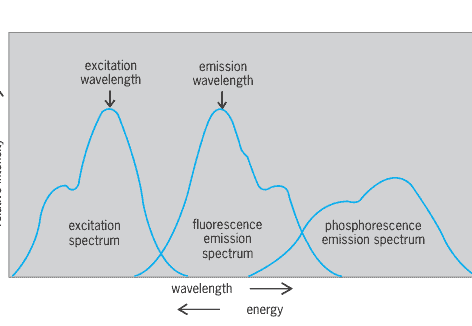 excitation
wavelength
emission
wavelength
excitation
spectrum
fluorescence
emission
spectrum
phosphorescence
emission spectrum
wavelength
energy